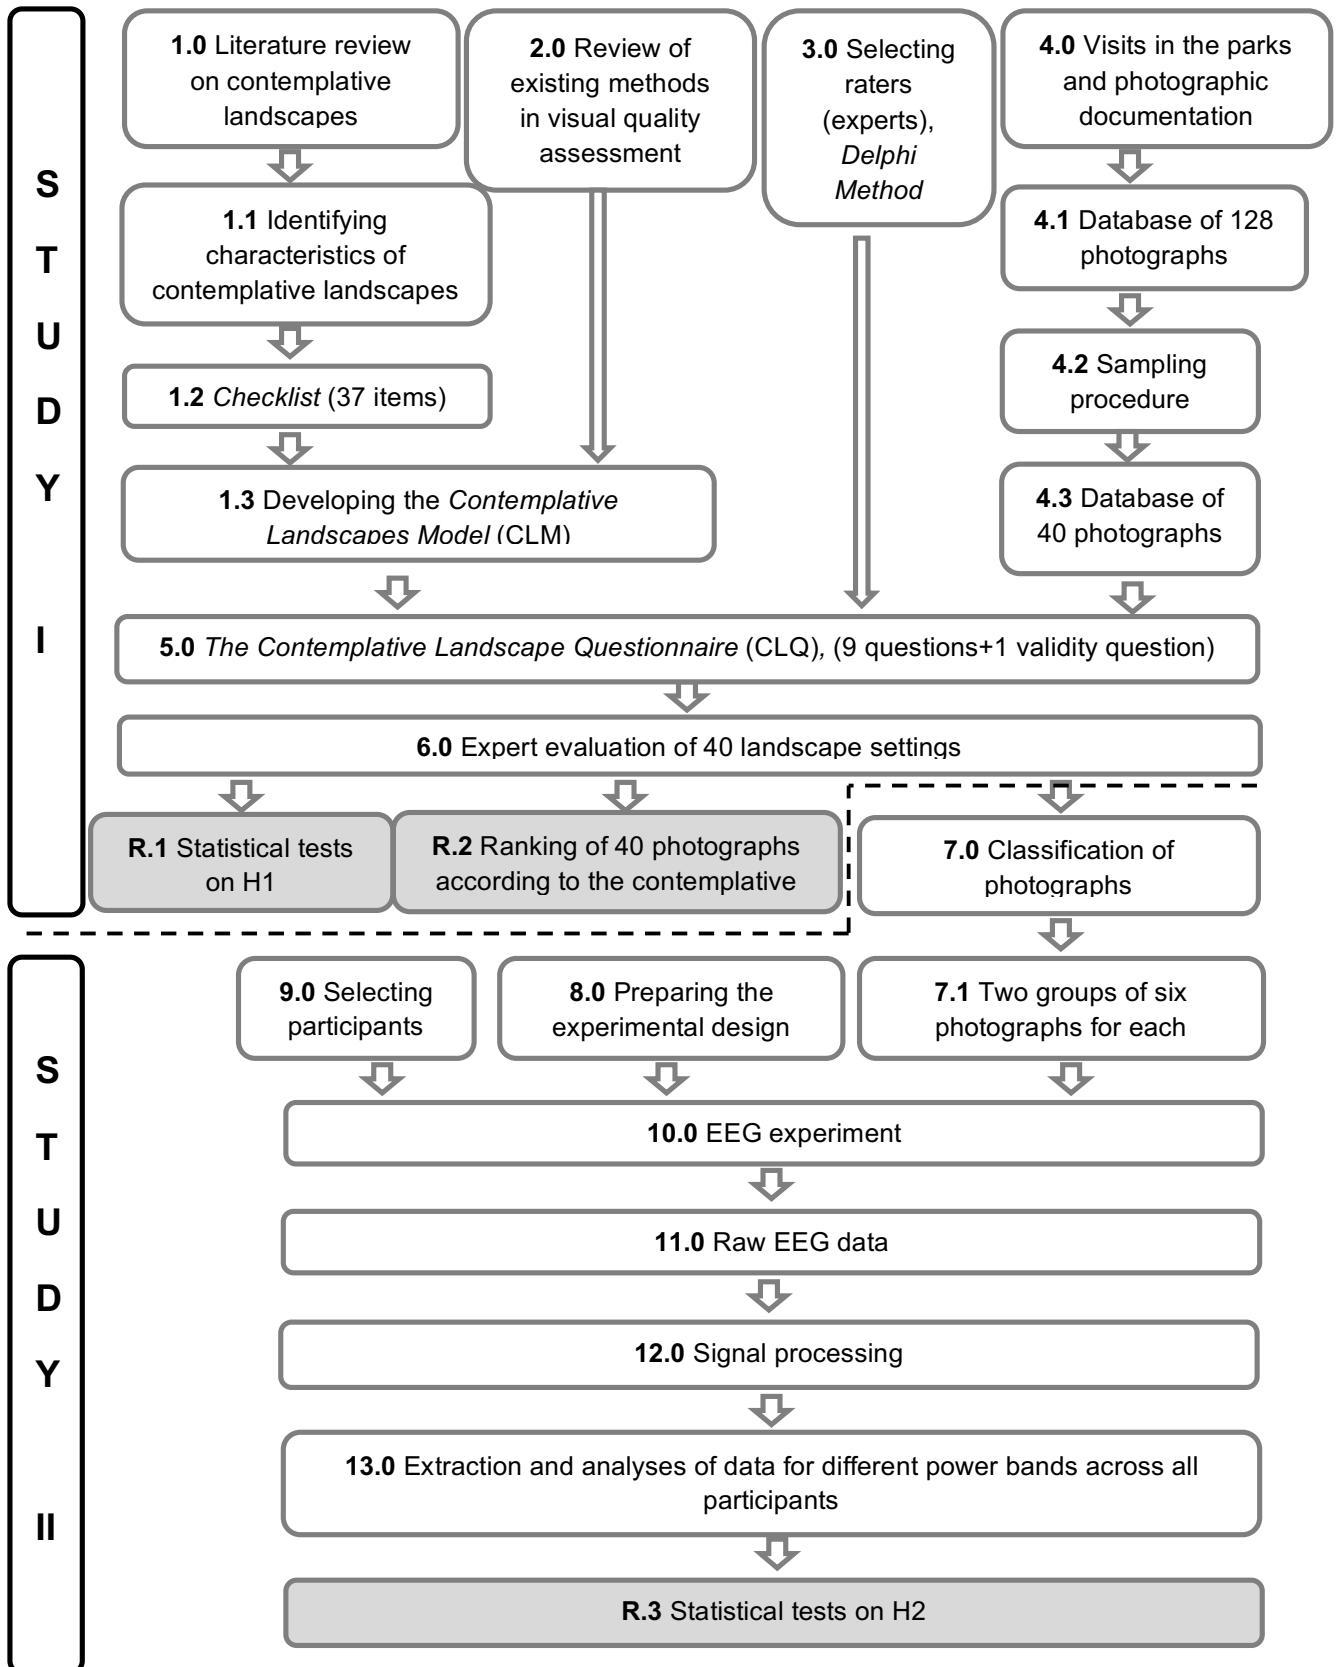 STUDY I
1.0 Literature review
on contemplative
landscapes
2.0 Review of
existing methods
in visual quality
assessment
3.0 Selecting
raters
(experts),
Delphi
Method
4.0 Visits in the parks
and photographic
documentation
1.1 Identifying
characteristics of
contemplative landscapes
4.1 Database of 128
photographs
1.2 Checklist (37 items)
4.2 Sampling
procedure
1.3 Developing the Contemplative
Landscapes Model (CLM)
4.3 Database of
40 photographs
5.0 The Contemplative Landscape Questionnaire (CLQ), (9 questions+1 validity question)
6.0 Expert evaluation of 40 landscape settings
R.1 Statistical tests
on H1
R.2 Ranking of 40 photographs
according to the contemplative
7.0 Classification of
photographs
STUDY II
9.0 Selecting
participants
8.0 Preparing the
experimental design
7.1 Two groups of six
photographs for each
10.0 EEG experiment
11.0 Raw EEG data
12.0 Signal processing
13.0 Extraction and analyses of data for different power bands across all
participants
R.3 Statistical tests on H2